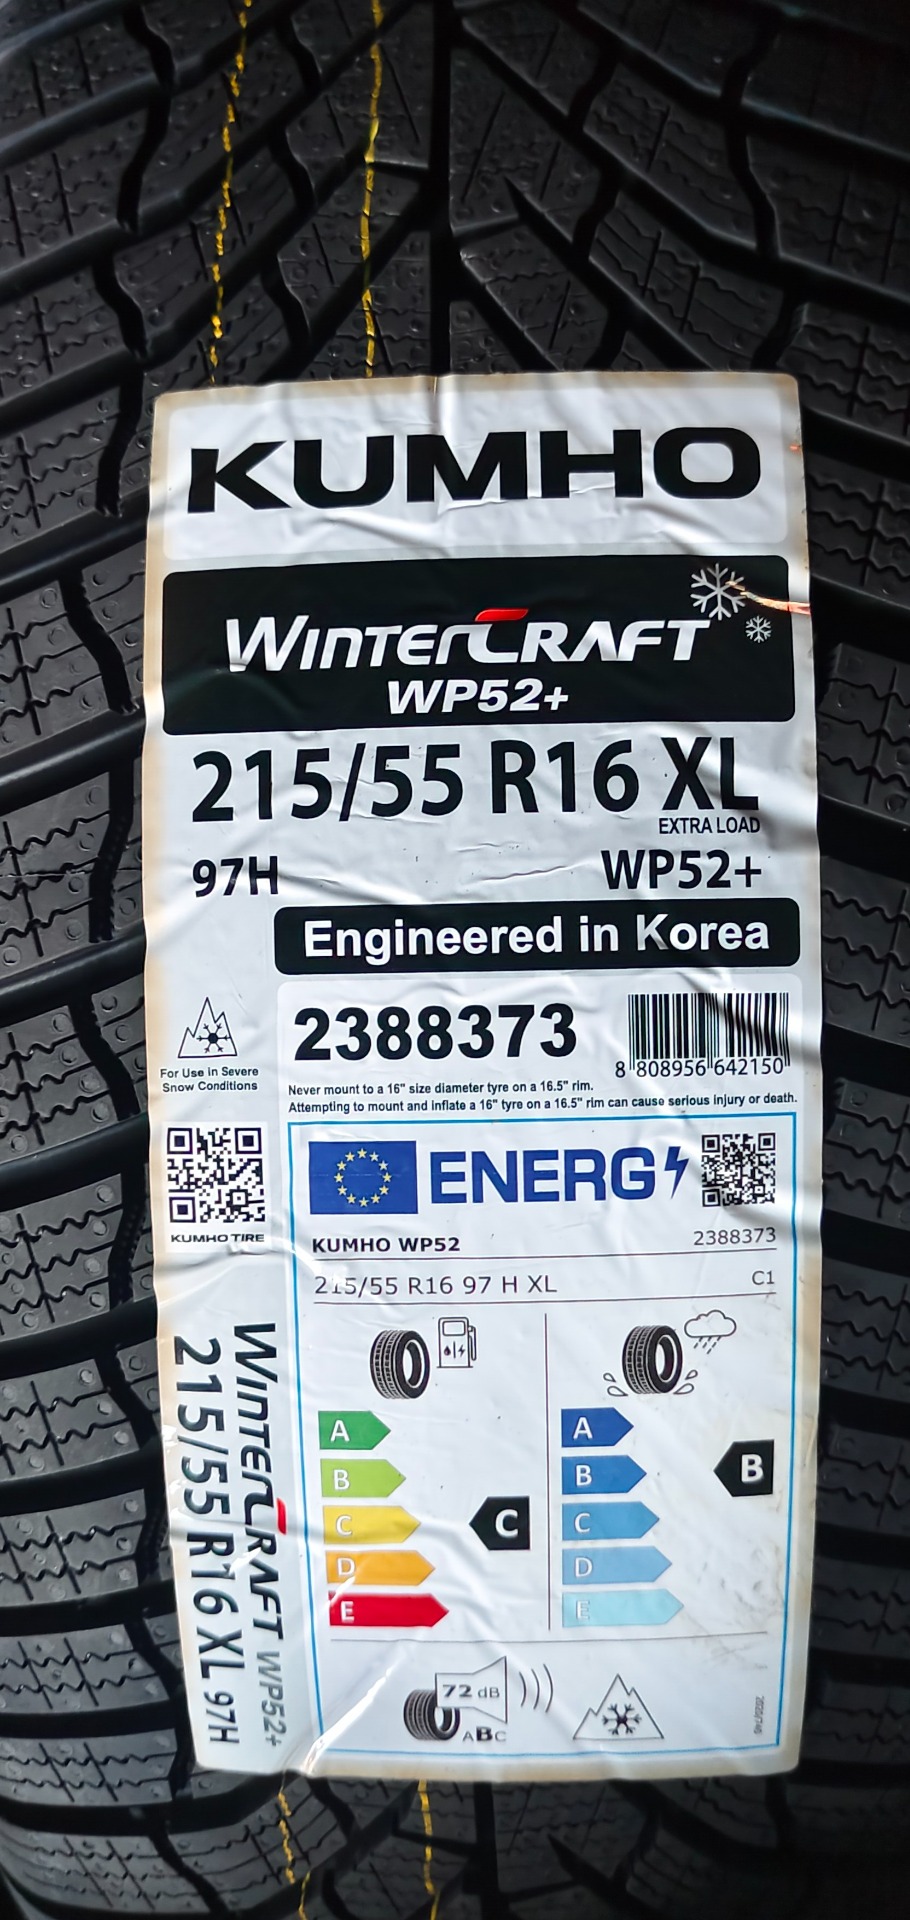 KUMHO
WINTERCRAFT
WP52+
215/55 R16 XL
EXTRA LOAD
97H WP52+
Engineered in Korea
2388373
8 808956 642150
For Use in Severe
Snow Conditions
Never mount to a 16" size diameter tyre on a 16.5" rim.
Attempting to mount and inflate a 16" tyre on a 16.5" rim can cause serious injury or death.
KUMHO TIRE
ENERG
KUMHO WP52 2388373
215/55 R16 97 H XL C1
A
B
C
D
E
C
A
B
C
D
E
B
72 dB
ABC
2020/740
WINTERCRAFT WP52+
215/55 R16 XL 97H